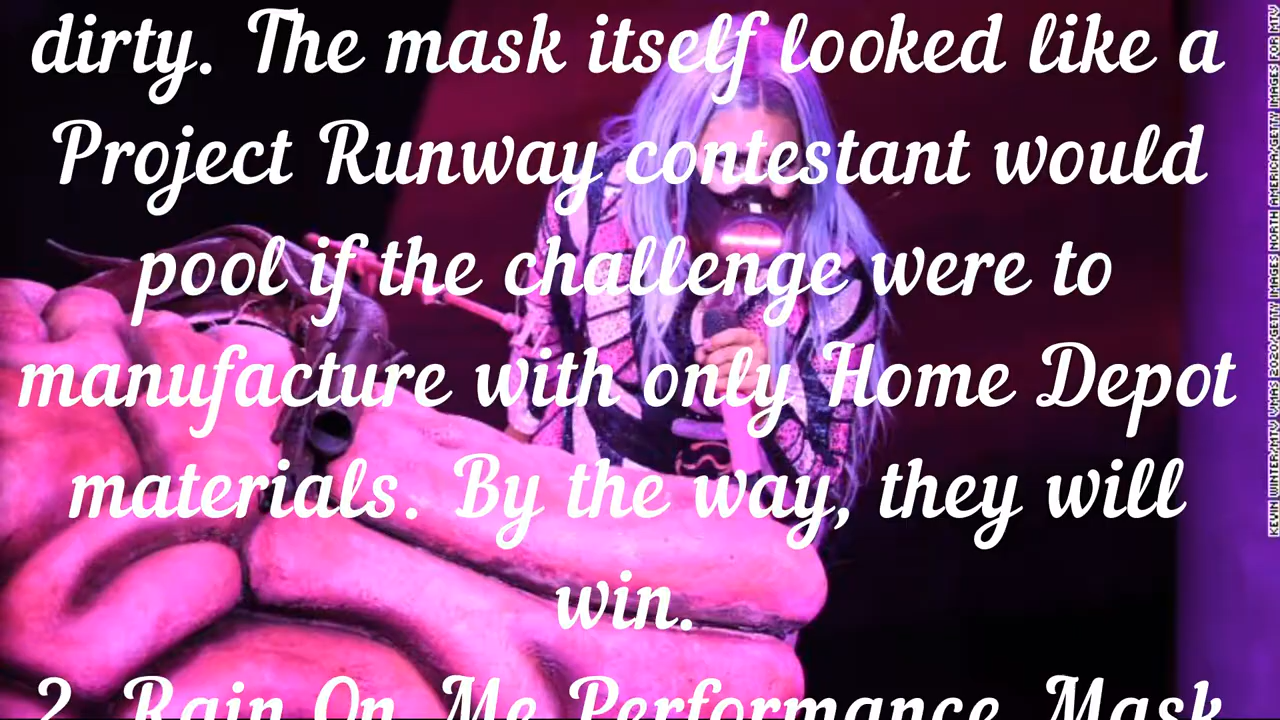 dirty. The mask itself looked like a
Project Runway contestant would
pool if the challenge were to
manufacture with only Home Depot
materials. By the way, they will
win.
2. Rain On Me Performance Mask
KEVIN WINTER/MTV VMAS 2020/GETTY IMAGES NORTH AMERICA/GETTY IMAGES FOR MTV